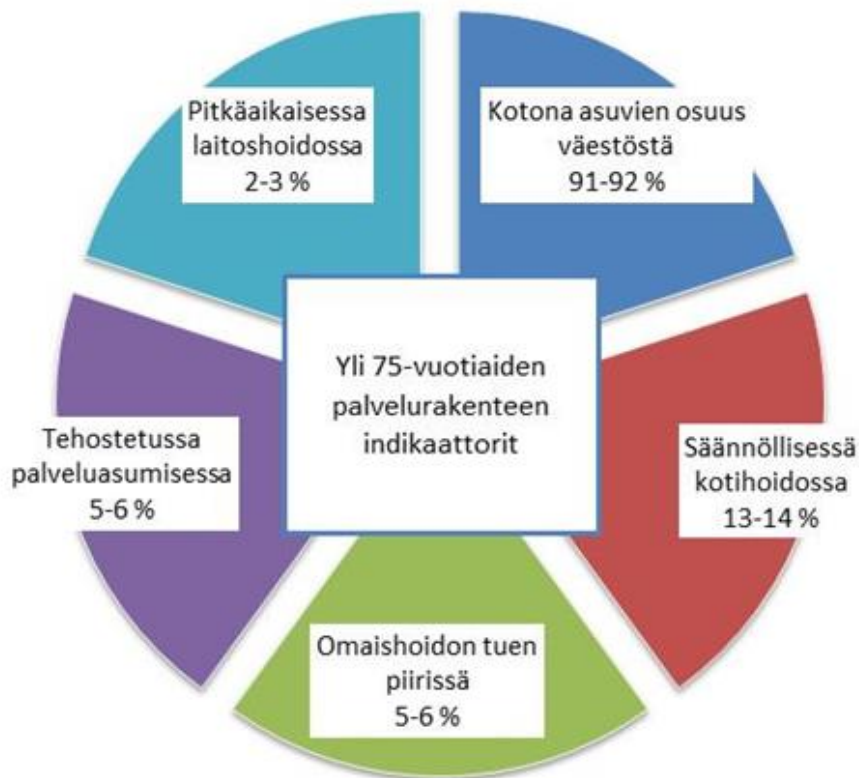 Pitkäaikaisessa
laitoshoidossa
2-3 %
Kotona asuvien osuus
väestöstä
91-92 %
Yli 75-vuotiaiden
palvelurakenteen
indikaattorit
Tehostetussa
palveluasumisessa
5-6 %
Säännöllisessä
kotihoidossa
13-14 %
Omaishoidon tuen
piirissä
5-6 %